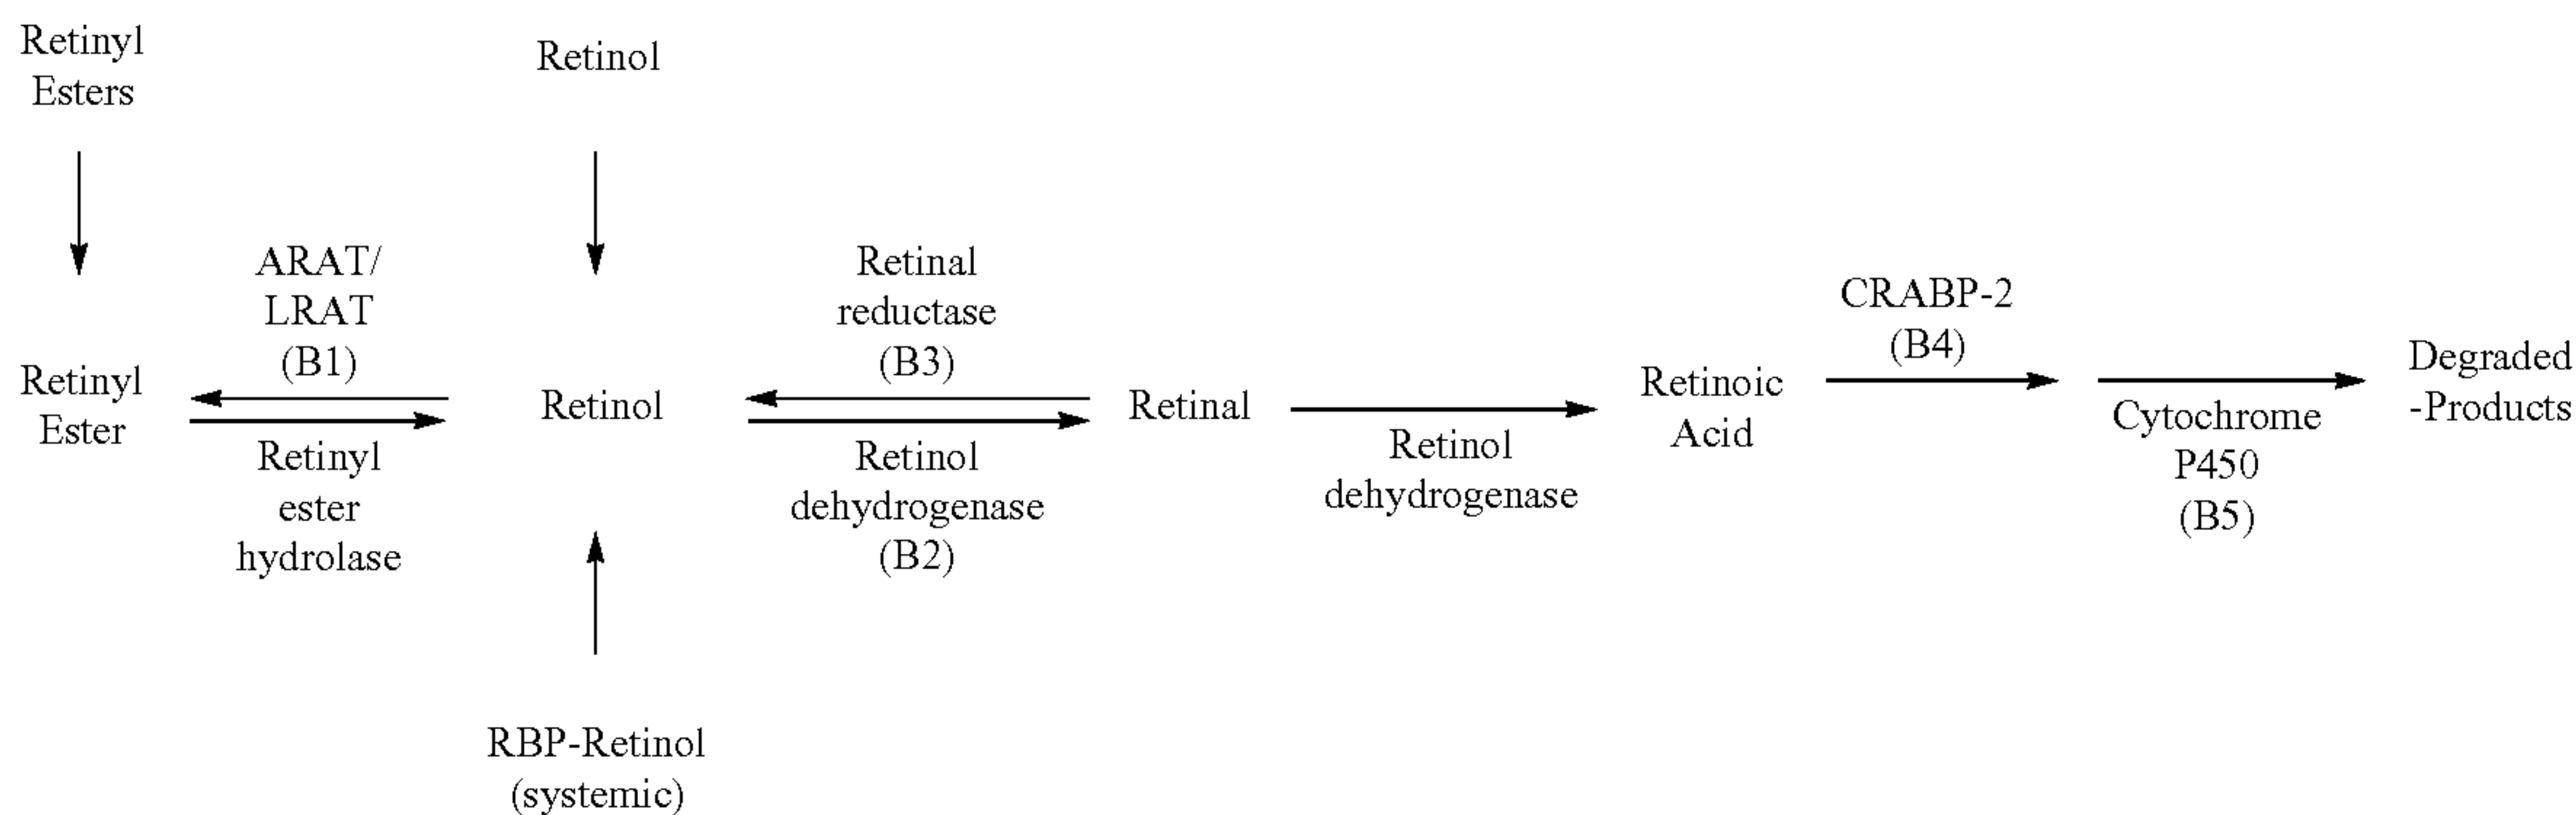 Retinyl
Esters
Retinol
ARAT/
LRAT
(B1)
Retinal
reductase
(B3)
CRABP-2
(B4)
Retinyl
Ester
Retinol
Retinal
Retinoic
Acid
Degraded
-Products
Retinyl
ester
hydrolase
Retinol
dehydrogenase
(B2)
Retinol
dehydrogenase
Cytochrome
P450
(B5)
RBP-Retinol
(systemic)